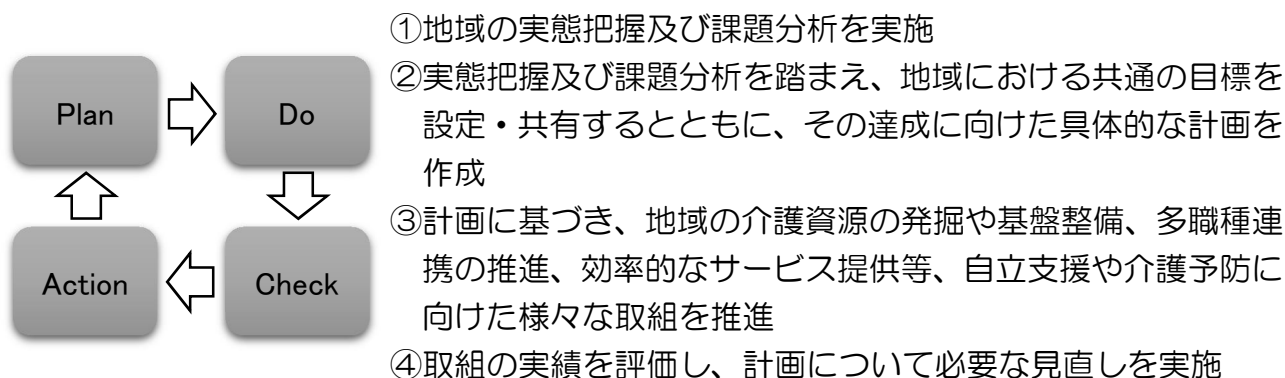 Plan
Do
Action
Check
①地域の実態把握及び課題分析を実施
②実態把握及び課題分析を踏まえ、地域における共通の目標を
設定・共有するとともに、その達成に向けた具体的な計画を
作成
③計画に基づき、地域の介護資源の発掘や基盤整備、多職種連
携の推進、効率的なサービス提供等、自立支援や介護予防に
向けた様々な取組を推進
④取組の実績を評価し、計画について必要な見直しを実施